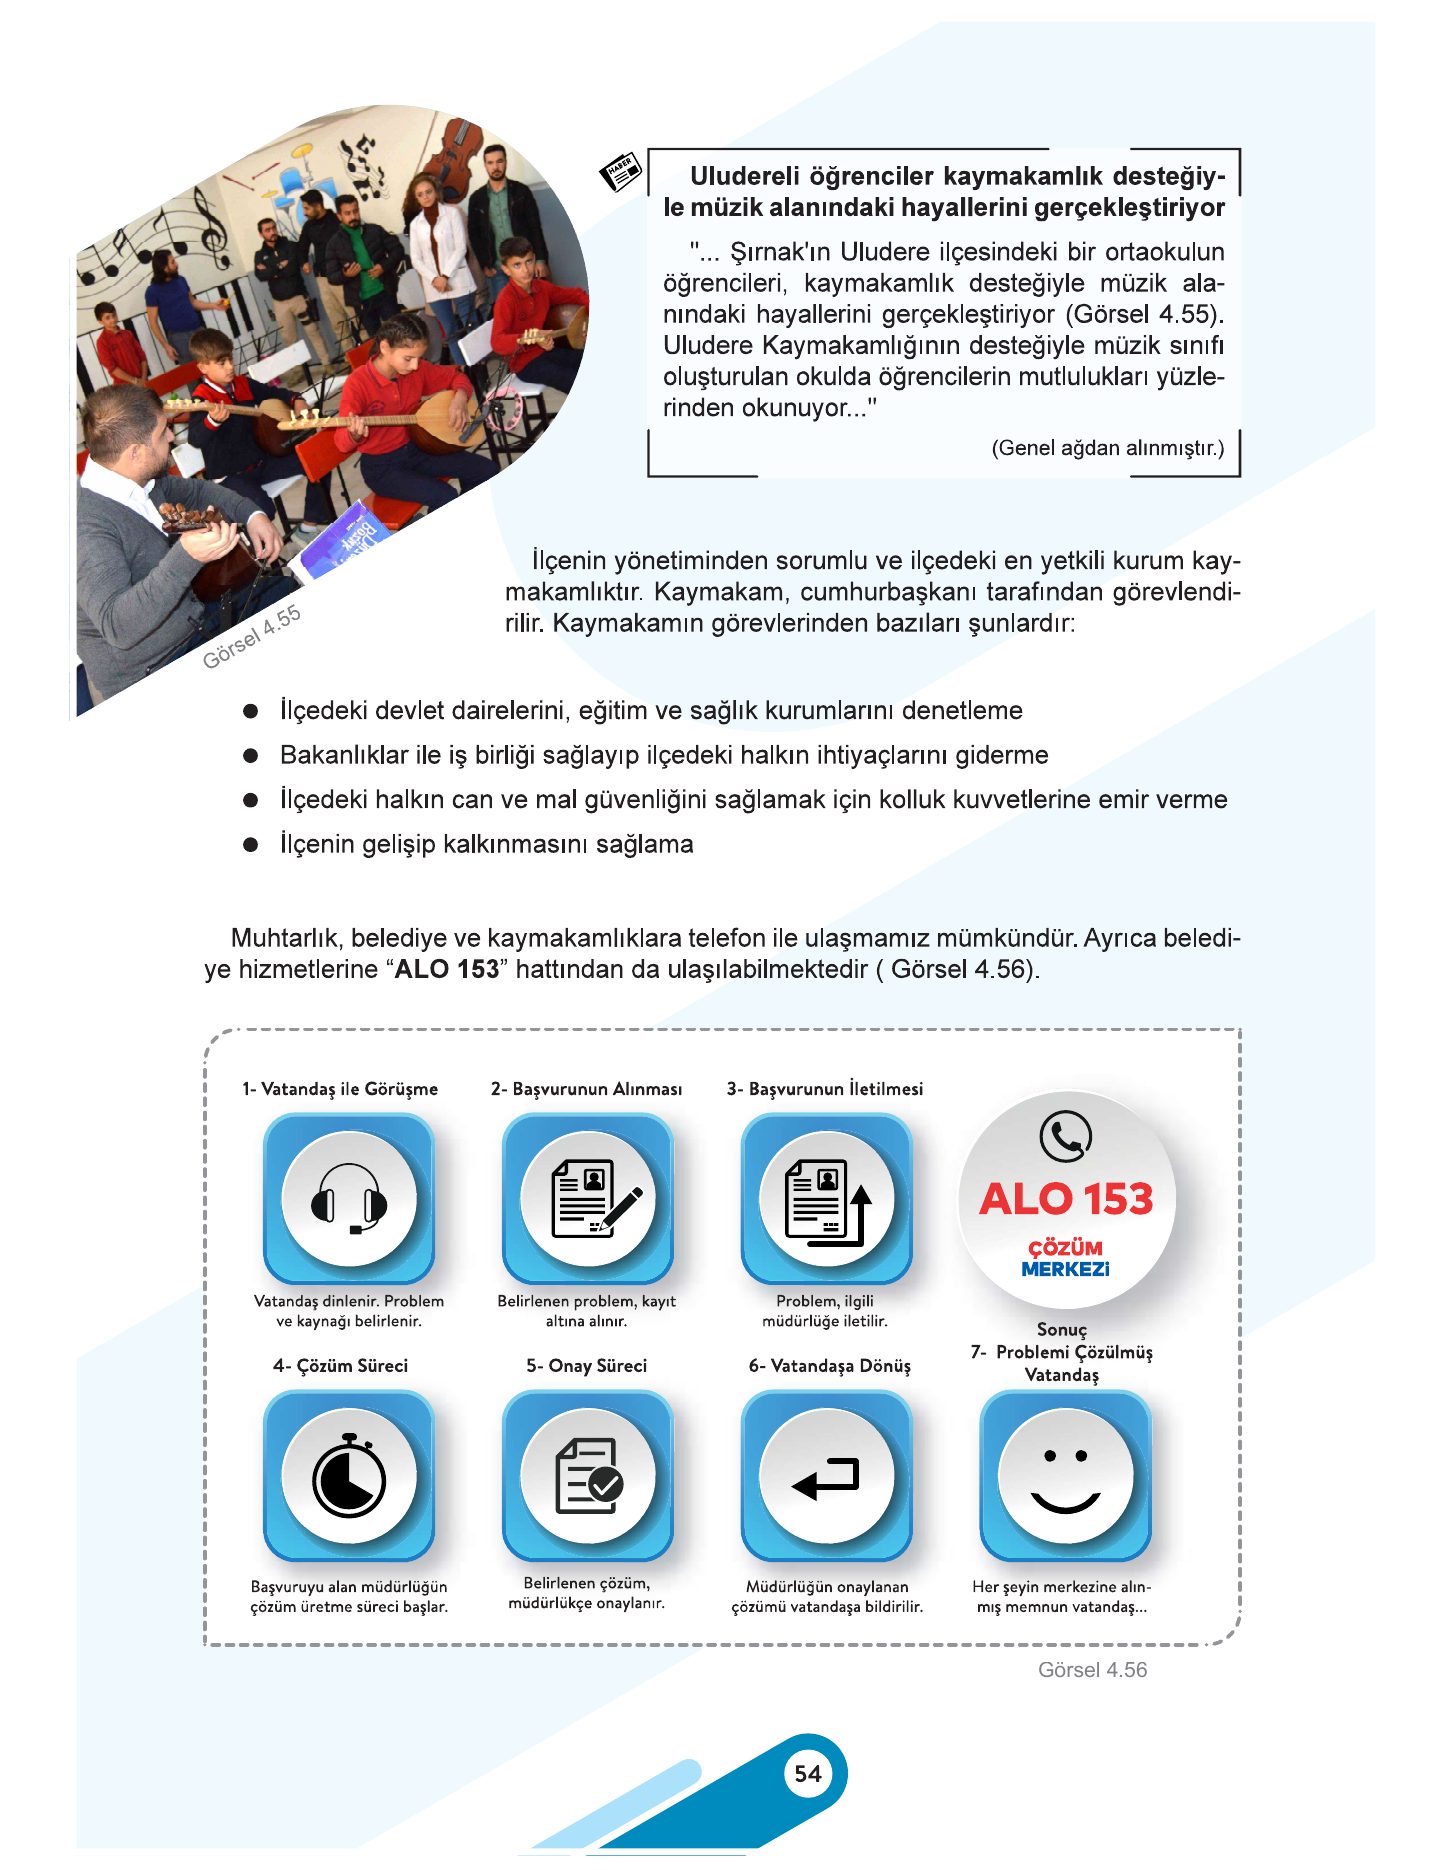 HABER
Uludereli öğrenciler kaymakamlık desteğiy-
le müzik alanındaki hayallerini gerçekleştiriyor
"... Şırnak'ın Uludere ilçesindeki bir ortaokulun
öğrencileri, kaymakamlık desteğiyle müzik ala-
nındaki hayallerini gerçekleştiriyor (Görsel 4.55).
Uludere Kaymakamlığının desteğiyle müzik sınıfı
oluşturulan okulda öğrencilerin mutlulukları yüzle-
rinden okunuyor..."
(Genel ağdan alınmıştır.)
Görsel 4.55
İlçenin yönetiminden sorumlu ve ilçedeki en yetkili kurum kay-
makamlıktır. Kaymakam, cumhurbaşkanı tarafından görevlendi-
rilir. Kaymakamın görevlerinden bazıları şunlardır:
● İlçedeki devlet dairelerini, eğitim ve sağlık kurumlarını denetleme
● Bakanlıklar ile iş birliği sağlayıp ilçedeki halkın ihtiyaçlarını giderme
● İlçedeki halkın can ve mal güvenliğini sağlamak için kolluk kuvvetlerine emir verme
● İlçenin gelişip kalkınmasını sağlama
Muhtarlık, belediye ve kaymakamlıklara telefon ile ulaşmamız mümkündür. Ayrıca beledi-
ye hizmetlerine “ALO 153” hattından da ulaşılabilmektedir ( Görsel 4.56).
1- Vatandaş ile Görüşme
Vatandaş dinlenir. Problem
ve kaynağı belirlenir.
2- Başvurunun Alınması
Belirlenen problem, kayıt
altına alınır.
3- Başvurunun İletilmesi
Problem, ilgili
müdürlüğe iletilir.
ALO 153
ÇÖZÜM
MERKEZi
4- Çözüm Süreci
Başvuruyu alan müdürlüğün
çözüm üretme süreci başlar.
5- Onay Süreci
Belirlenen çözüm,
müdürlükçe onaylanır.
6- Vatandaşa Dönüş
Müdürlüğün onaylanan
çözümü vatandaşa bildirilir.
Sonuç
7- Problemi Çözülmüş
Vatandaş
Her şeyin merkezine alın-
mış memnun vatandaş...
Görsel 4.56
54